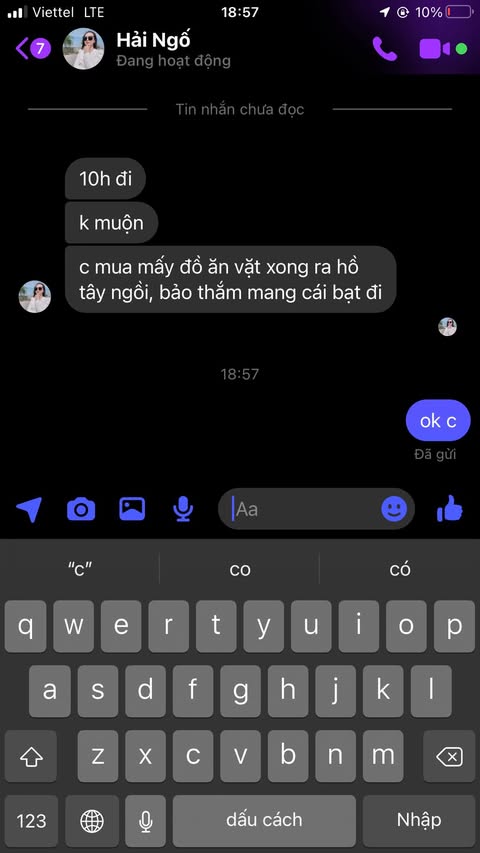 Viettel LTE 18:57 10%
7
Hải Ngố
Đang hoạt động
Tin nhắn chưa đọc
10h đi
k muộn
c mua mấy đồ ăn vặt xong ra hồ
tây ngồi, bảo thắm mang cái bạt đi
18:57
ok c
Đã gửi
Aa
“c” co có
q w e r t y u i o p
a s d f g h j k l
z x c v b n m
123 dấu cách Nhập